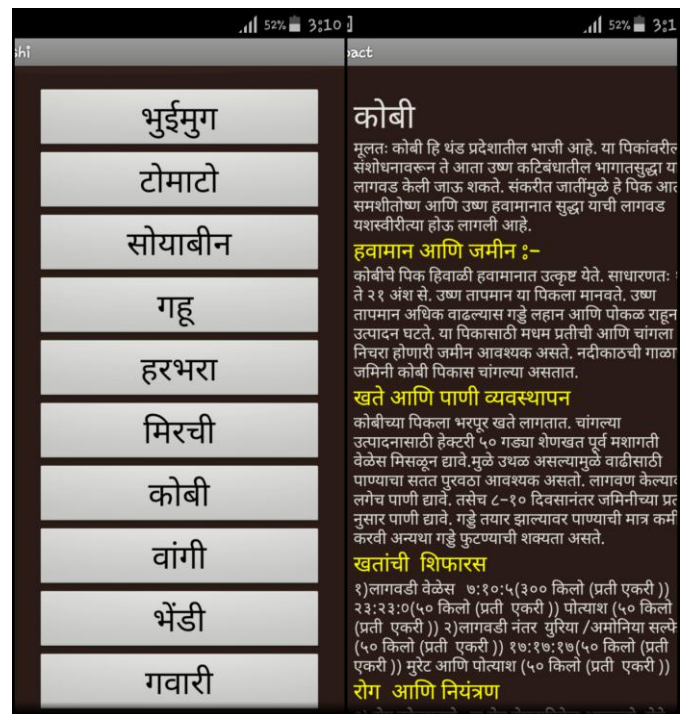 52% 3:10
shi
भुईमुग
टोमाटो
सोयाबीन
गहू
हरभरा
मिरची
कोबी
वांगी
भेंडी
गवारी
52% 3:1
pact
कोबी
मूलतः कोबी हि थंड प्रदेशातील भाजी आहे. या पिकांवरील
संशोधनावरून ते आता उष्ण कटिबंधातील भागातसुद्धा
लागवड केली जाऊ शकते. संकरीत जातींमुळे हे पिक
समशीतोष्ण आणि उष्ण हवामानात सुद्धा याची लागवड
यशस्वीरीत्या होऊ लागली आहे.
हवामान आणि जमीन :–
कोबीचे पिक हिवाळी हवामानात उत्कृष्ट येते. साधारणतः
ते २१ अंश से. उष्ण तापमान या पिकला मानवते. उष्ण
तापमान अधिक वाढल्यास गड्डे लहान आणि पोकळ राहून
उत्पादन घटते. या पिकासाठी मधम प्रतीची आणि चांगला
निचरा होणारी जमीन आवश्यक असते. नदीकाठची गाळा
जमिनी कोबी पिकास चांगल्या असतात.
खते आणि पाणी व्यवस्थापन
कोबीच्या पिकला भरपूर खते लागतात. चांगल्या
उत्पादनासाठी हेक्टरी ५० गड्या शेणखत पूर्व मशागती
वेळेस मिसळून द्यावे.मुळे उथळ असल्यामुळे वाढीसाठी
पाण्याचा सतत पुरवठा आवश्यक असतो. लागवण
लगेच पाणी द्यावे. तसेच ८-१० दिवसानंतर जमिनीच्या
नुसार पाणी द्यावे. गड्डे तयार झाल्यावर पाण्याची मात्र कमी
करवी अन्यथा गड्डे फुटण्याची शक्यता असते.
खतांची शिफारस
१)लागवडी वेळेस ७:१०:५(३०० किलो (प्रती एकरी ))
२३:२३:०(५० किलो (प्रती एकरी )) पोत्याश (५० किलो
(प्रती एकरी )) २)लागवडी नंतर युरिया /अमोनिया सल्फे
(५० किलो (प्रती एकरी )) १७:१७:१७(५० किलो (प्रती
एकरी )) मुरेट आणि पोत्याश (५० किलो (प्रती एकरी ))
रोग आणि नियंत्रण